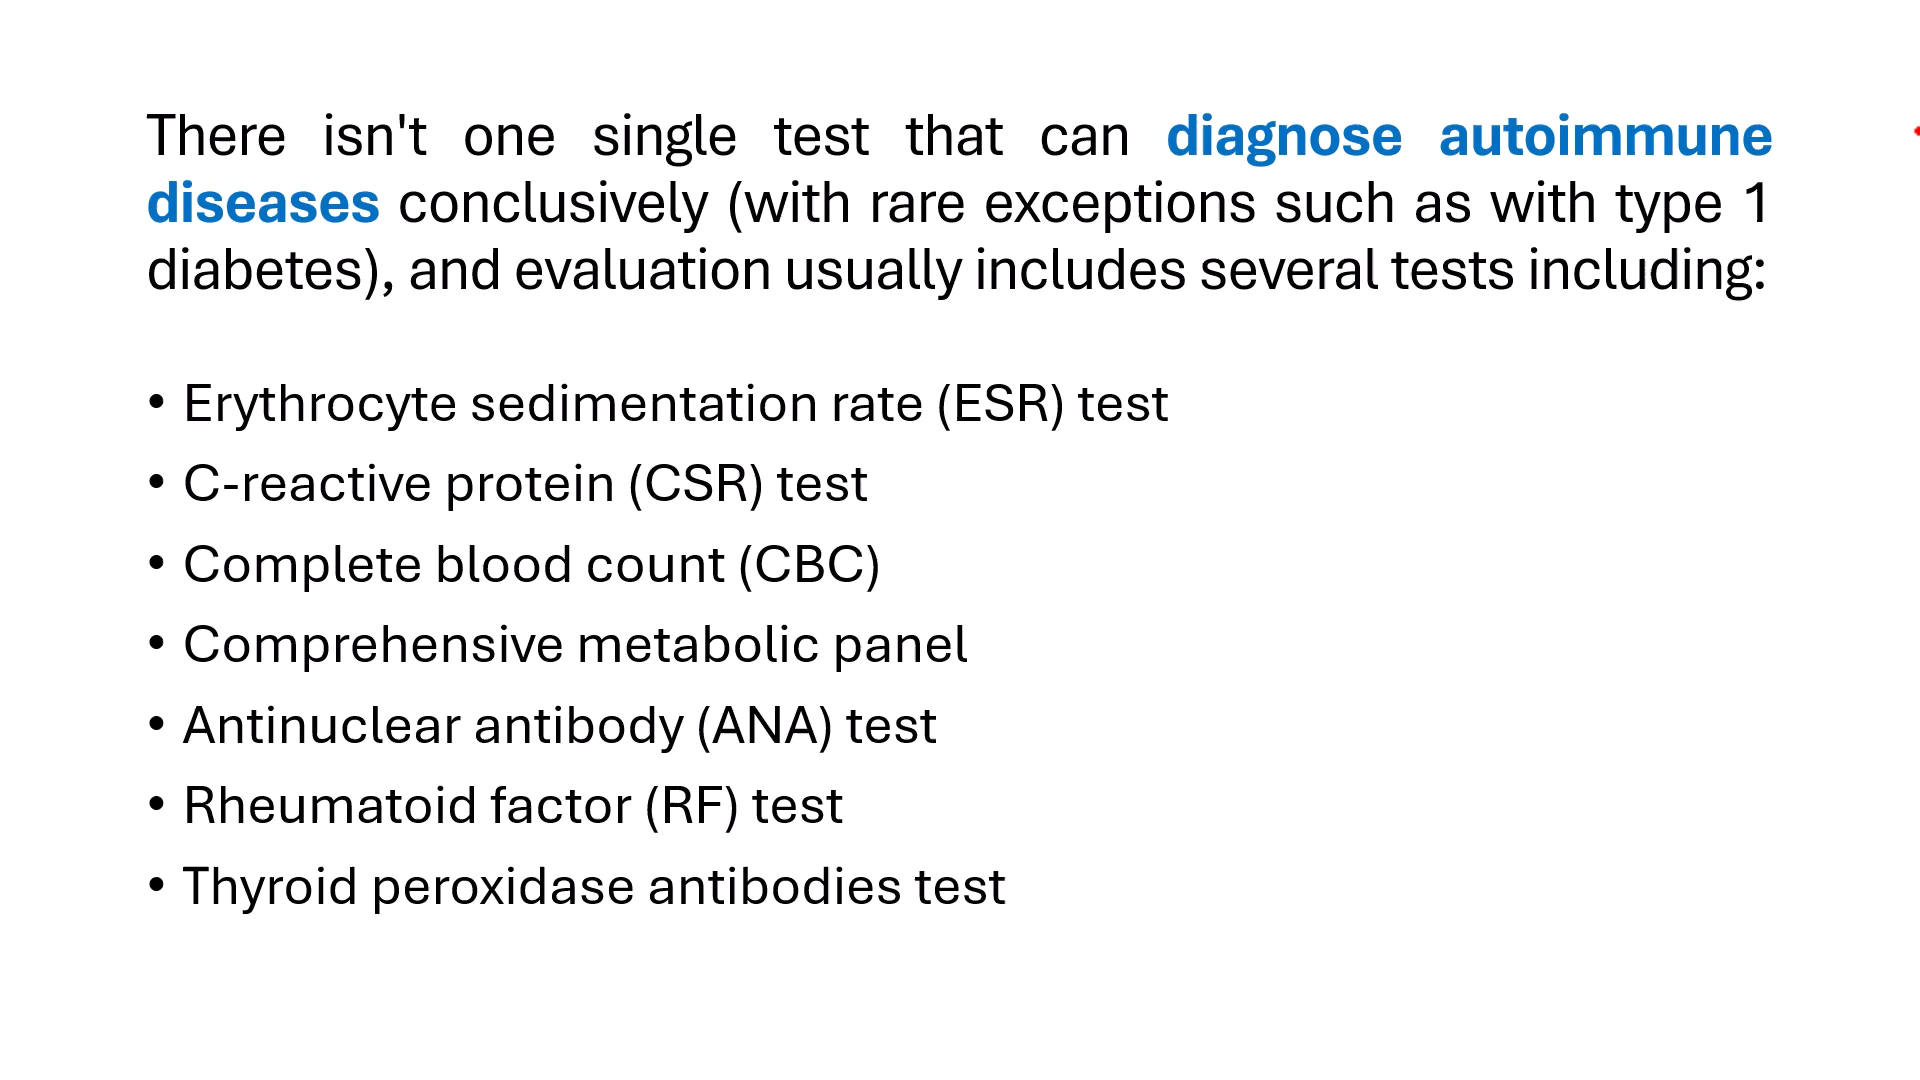 There isn't one single test that can diagnose autoimmune
diseases conclusively (with rare exceptions such as with type 1
diabetes), and evaluation usually includes several tests including:
• Erythrocyte sedimentation rate (ESR) test
• C-reactive protein (CSR) test
• Complete blood count (CBC)
• Comprehensive metabolic panel
• Antinuclear antibody (ANA) test
• Rheumatoid factor (RF) test
• Thyroid peroxidase antibodies test